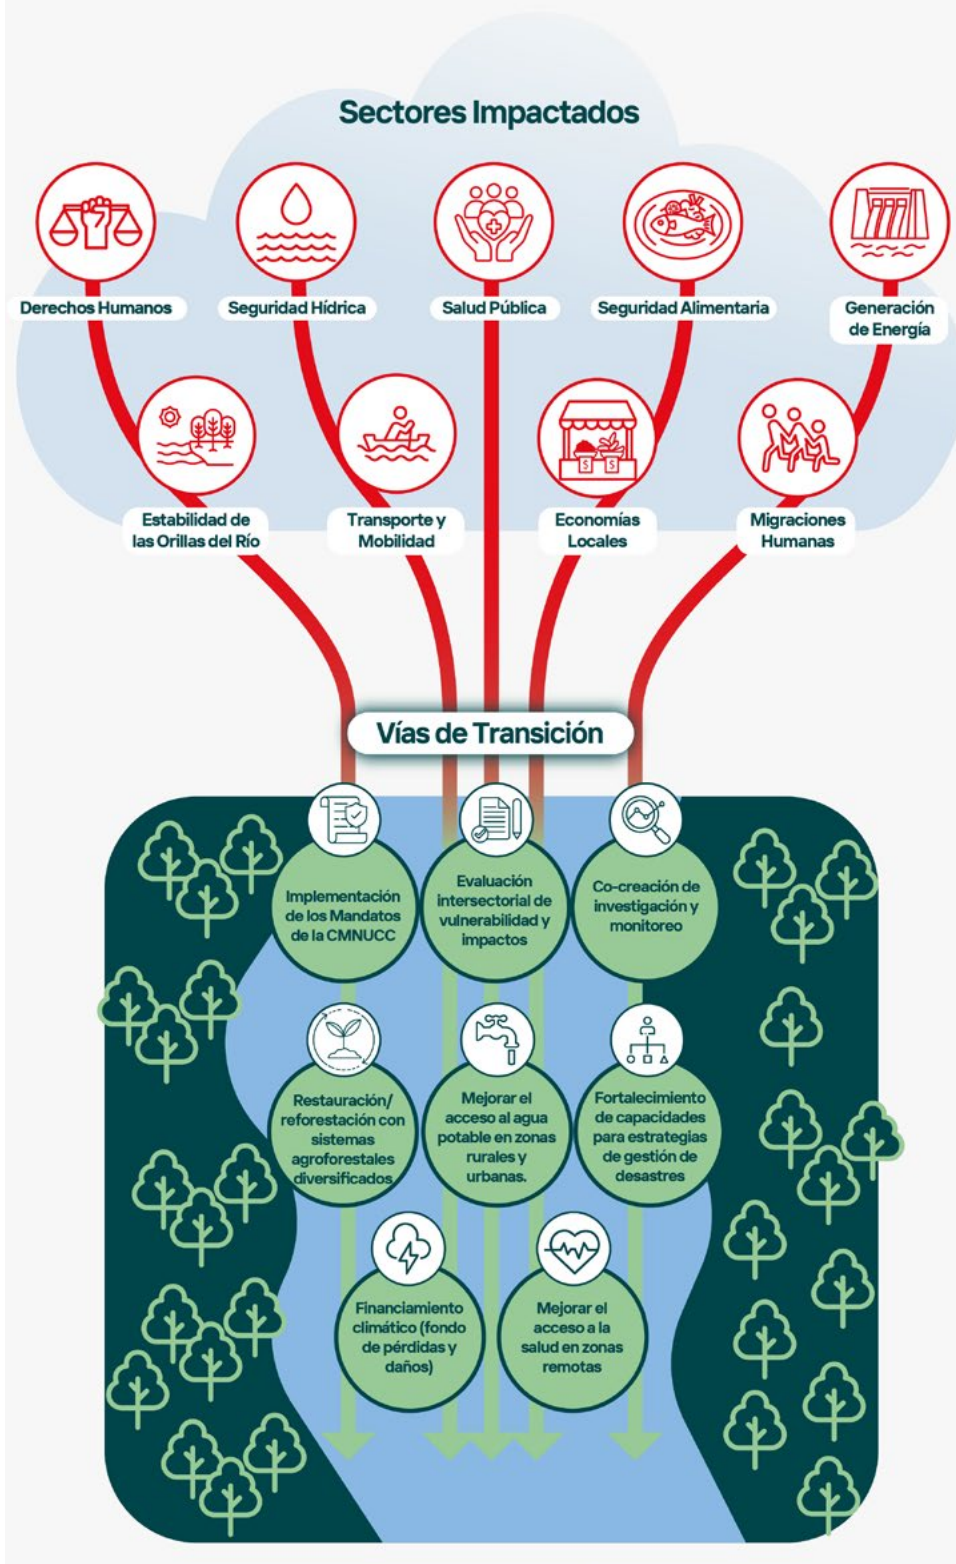 Sectores Impactados
Derechos Humanos
Seguridad Hídrica
Salud Pública
Seguridad Alimentaria
Generación
de Energía
Estabilidad de
las Orillas del Río
Transporte y
Mobilidad
Economías
Locales
$ $
Migraciones
Humanas
Vías de Transición
Implementación
de los Mandatos
de la CMNUCC
Evaluación
intersectorial de
vulnerabilidad y
impactos
Co-creación de
investigación y
monitoreo
Restauración/
reforestación con
sistemas
agroforestales
diversificados
Mejorar el
acceso al agua
potable en zonas
rurales y
urbanas.
Fortalecimiento
de capacidades
para estrategias
de gestión de
desastres
Financiamiento
climático (fondo
de pérdidas y
daños)
Mejorar el
acceso a la
salud en zonas
remotas